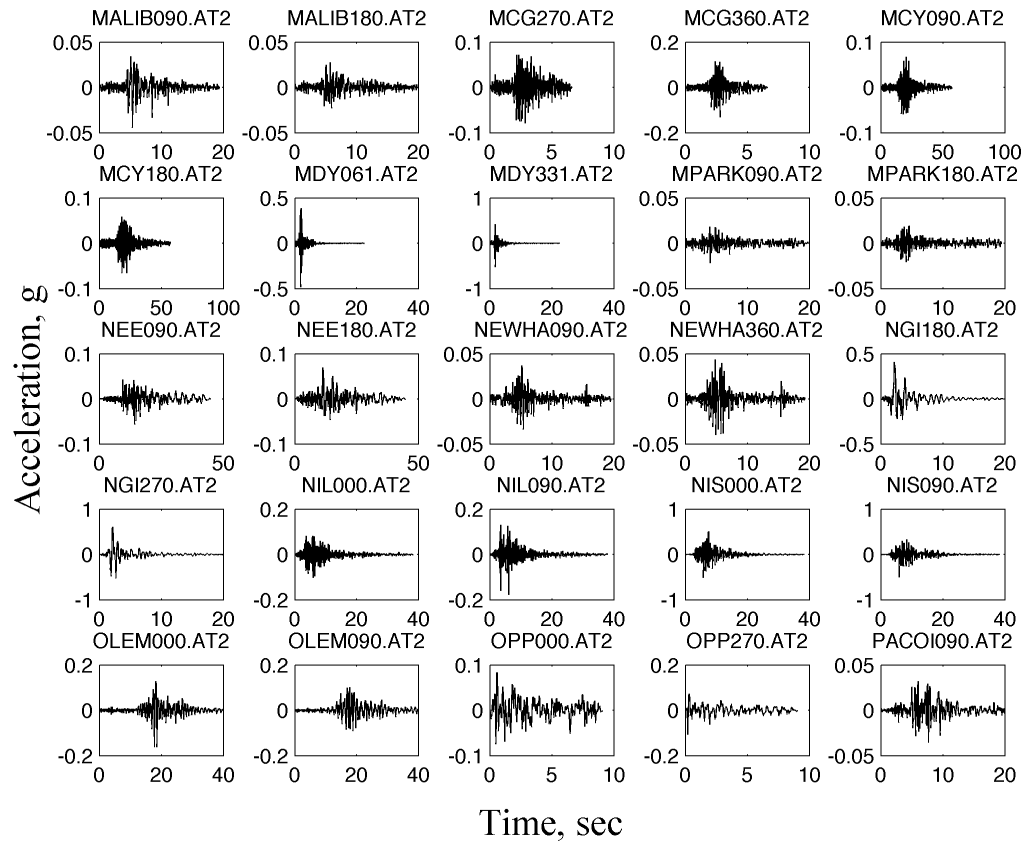 MALIB090.AT2 MALIB180.AT2 MCG270.AT2 MCG360.AT2 MCY090.AT2
0.05 0.05 0.1 0.2 0.1
0 0 0 0 0
-0.05 -0.05 -0.1 -0.2 -0.1
0 10 20 0 10 20 0 5 10 0 5 10 0 50 100
MCY180.AT2 MDY061.AT2 MDY331.AT2 MPARK090.AT2 MPARK180.AT2
0.1 0.5 1 0.05 0.05
0 0 0 0 0
-0.1 -0.5 -1 -0.05 -0.05
0 50 100 0 20 40 0 20 40 0 10 20 0 10 20
NEE090.AT2 NEE180.AT2 NEWHA090.AT2 NEWHA360.AT2 NGI180.AT2
0.1 0.1 0.05 0.05 0.5
0 0 0 0 0
-0.1 -0.1 -0.05 -0.05 -0.5
0 50 0 50 0 10 20 0 10 20 0 10 20
NGI270.AT2 NIL000.AT2 NIL090.AT2 NIS000.AT2 NIS090.AT2
1 0.2 0.2 1 1
0 0 0 0 0
-1 -0.2 -0.2 -1 -1
0 10 20 0 20 40 0 20 40 0 20 40 0 20 40
OLEM000.AT2 OLEM090.AT2 OPP000.AT2 OPP270.AT2 PACOI090.AT2
0.2 0.2 0.1 0.2 0.05
0 0 0 0 0
-0.2 -0.2 -0.1 -0.2 -0.05
0 20 40 0 20 40 0 5 10 0 5 10 0 10 20
Acceleration, g
Time, sec